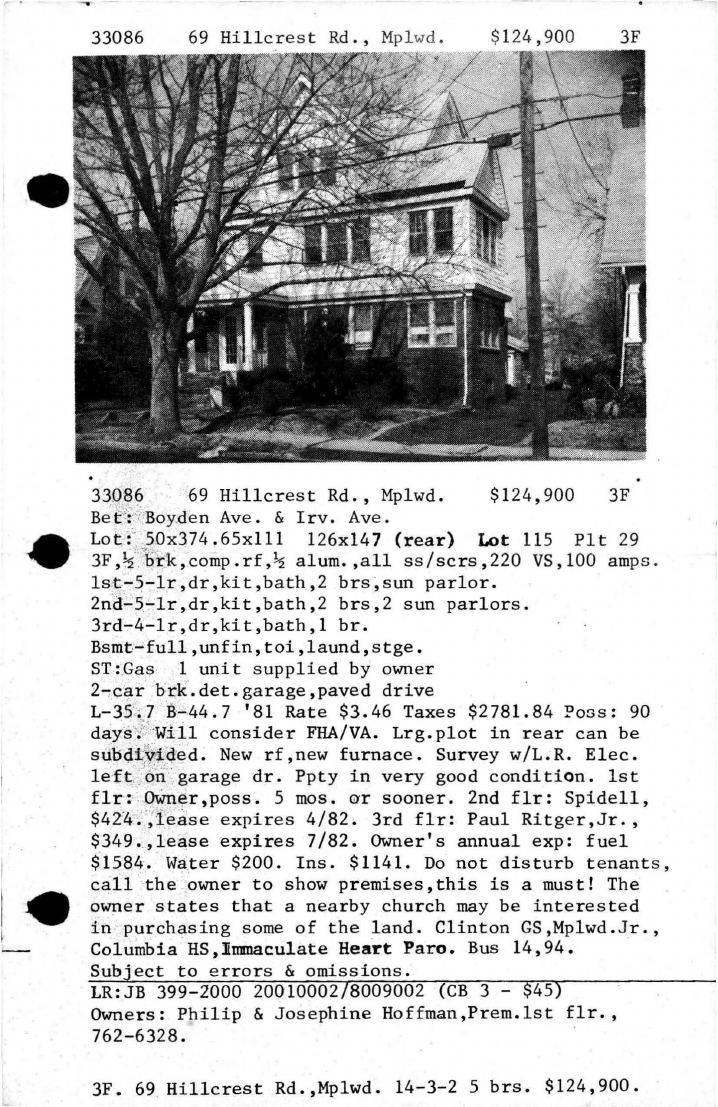 33086 69 Hillcrest Rd., Mplwd. $124,900 3F
33086 69 Hillcrest Rd., Mplwd. $124,900 3F
Bet: Boyden Ave. & Irv. Ave.
Lot: 50x374.65x111 126x147 (rear) Lot 115 Plt 29
3F,½ brk,comp.rf,½ alum.,all ss/scrs,220 VS,100 amps.
1st-5-lr,dr,kit,bath,2 brs,sun parlor.
2nd-5-lr,dr,kit,bath,2 brs,2 sun parlors.
3rd-4-lr,dr,kit,bath,1 br.
Bsmt-full,unfin,toi,laund,stge.
ST:Gas 1 unit supplied by owner
2-car brk.det.garage,paved drive
L-35.7 B-44.7 '81 Rate $3.46 Taxes $2781.84 Poss: 90
days. Will consider FHA/VA. Lrg.plot in rear can be
subdivided. New rf,new furnace. Survey w/L.R. Elec.
left on garage dr. Ppty in very good condition. 1st
flr: Owner,poss. 5 mos. or sooner. 2nd flr: Spidell,
$424.,lease expires 4/82. 3rd flr: Paul Ritger,Jr.,
$349.,lease expires 7/82. Owner's annual exp: fuel
$1584. Water $200. Ins. $1141. Do not disturb tenants,
call the owner to show premises,this is a must! The
owner states that a nearby church may be interested
in purchasing some of the land. Clinton GS,Mplwd.Jr.,
Columbia HS,Immaculate Heart Paro. Bus 14,94.
Subject to errors & omissions.
LR:JB 399-2000 20010002/8009002 (CB 3 - $45)
Owners: Philip & Josephine Hoffman,Prem.1st flr.,
762-6328.
3F. 69 Hillcrest Rd.,Mplwd. 14-3-2 5 brs. $124,900.